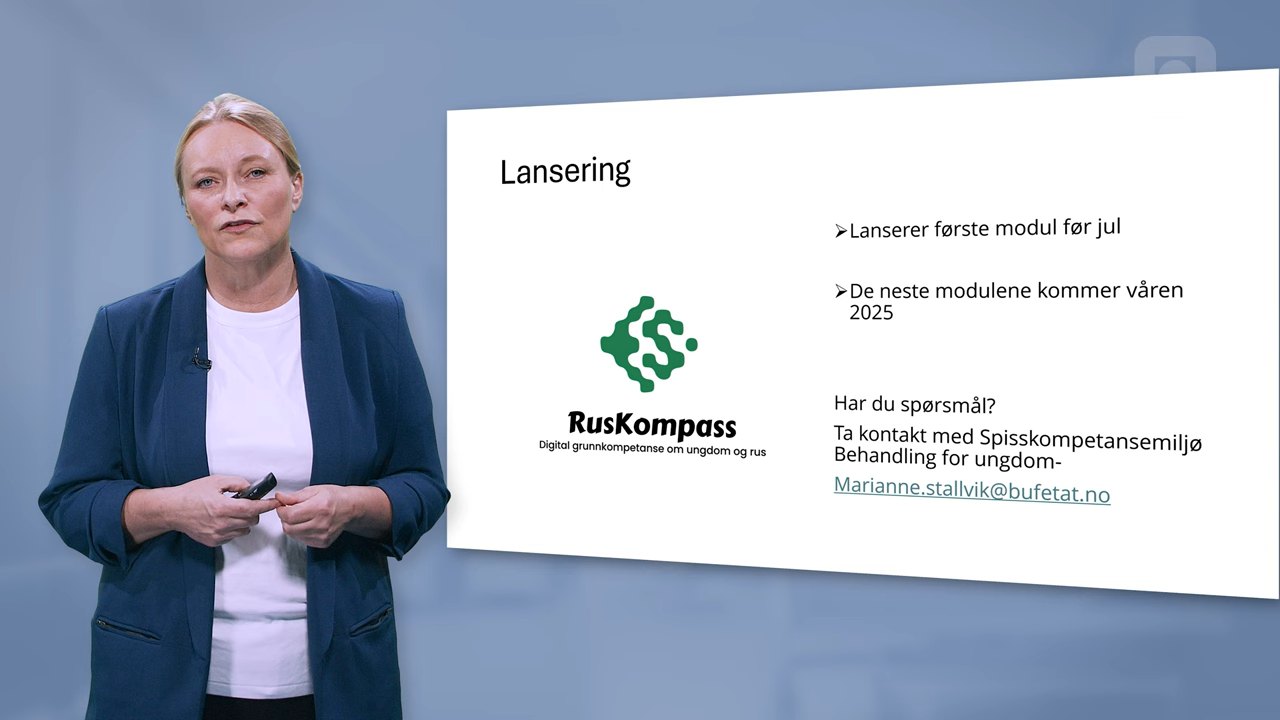 Lansering
➢Lanserer første modul før jul
➢De neste modulene kommer våren
2025
RusKompass
Digital grunnkompetanse om ungdom og rus
Har du spørsmål?
Ta kontakt med Spisskompetansemiljø
Behandling for ungdom-
Marianne.stallvik@bufetat.no